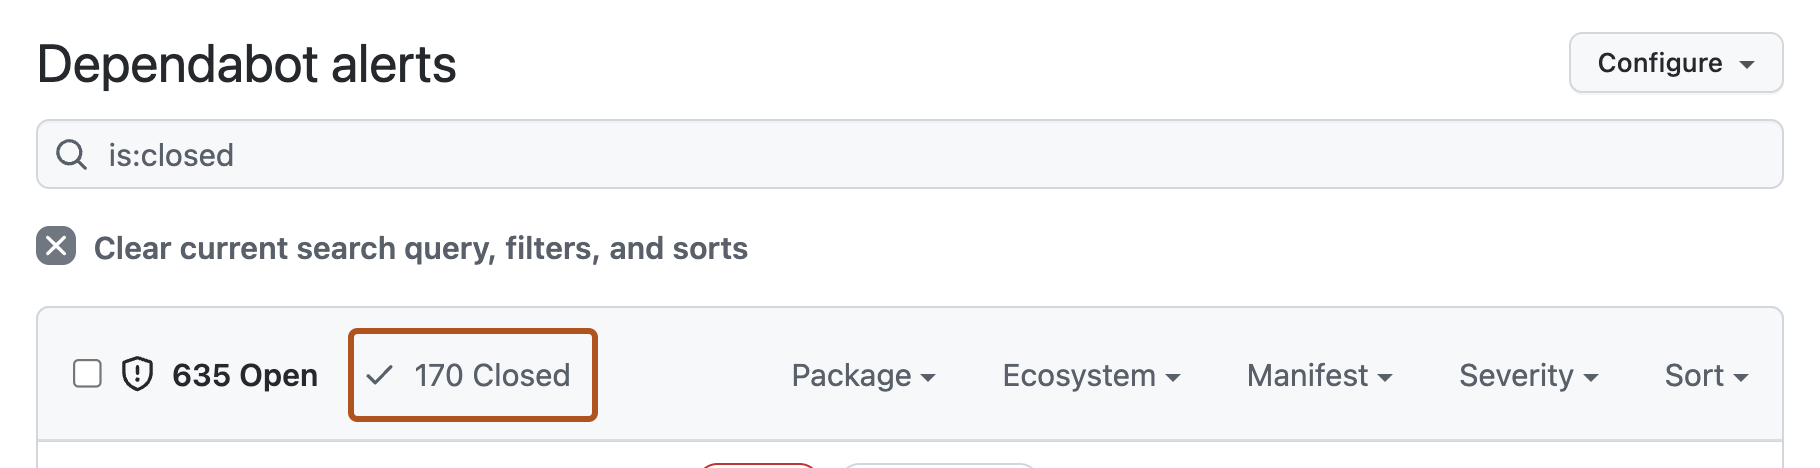 Dependabot alerts
Configure
is:closed
Clear current search query, filters, and sorts
635 Open 170 Closed Package Ecosystem Manifest Severity Sort